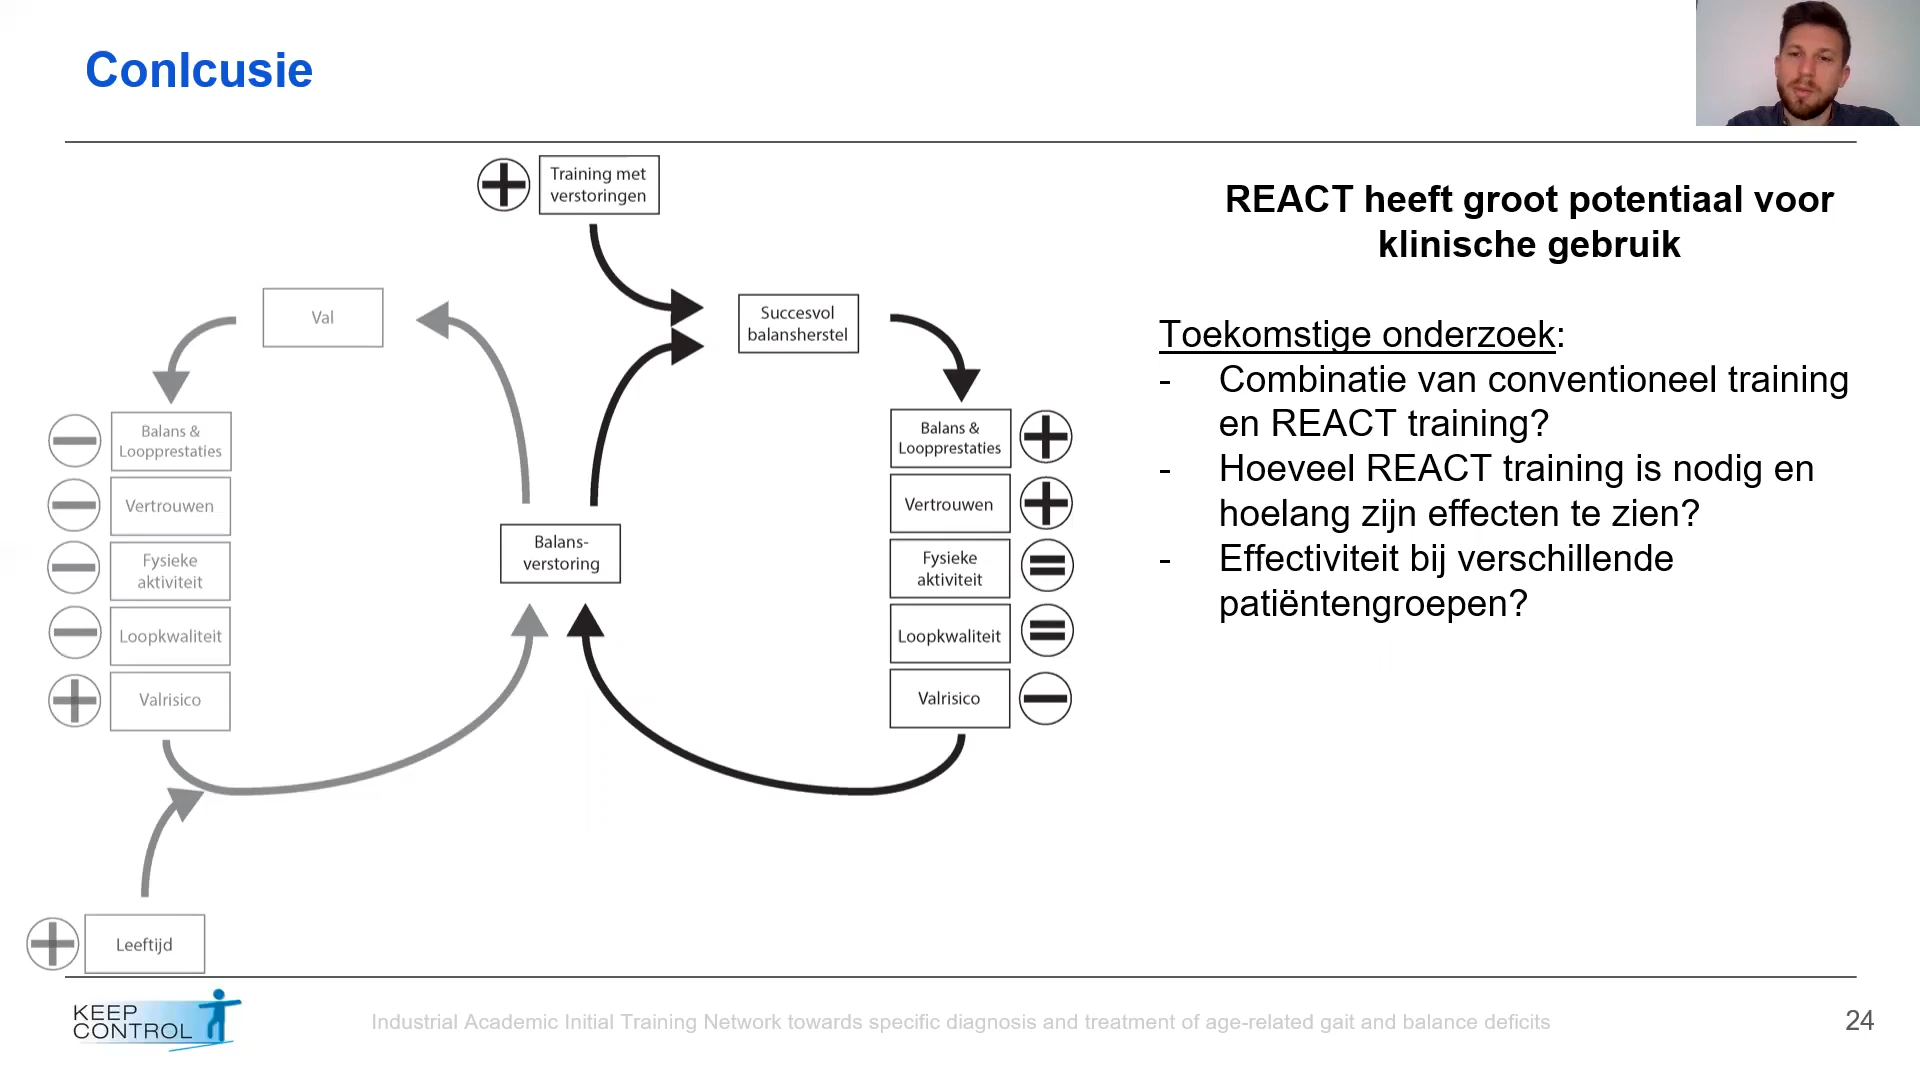 Conlcusie
Training met
verstoringen
Val
Succesvol
balansherstel
Balans &
Loopprestaties
Vertrouwen
Fysieke
aktiviteit
Loopkwaliteit
Valrisico
Balans-
verstoring
Balans &
Loopprestaties
Vertrouwen
Fysieke
aktiviteit
Loopkwaliteit
Valrisico
Leeftijd
REACT heeft groot potentiaal voor
klinische gebruik
Toekomstige onderzoek:
- Combinatie van conventioneel training
en REACT training?
- Hoeveel REACT training is nodig en
hoelang zijn effecten te zien?
- Effectiviteit bij verschillende
patiëntengroepen?
KEEP
CONTROL
Industrial Academic Initial Training Network towards specific diagnosis and treatment of age-related gait and balance deficits
24